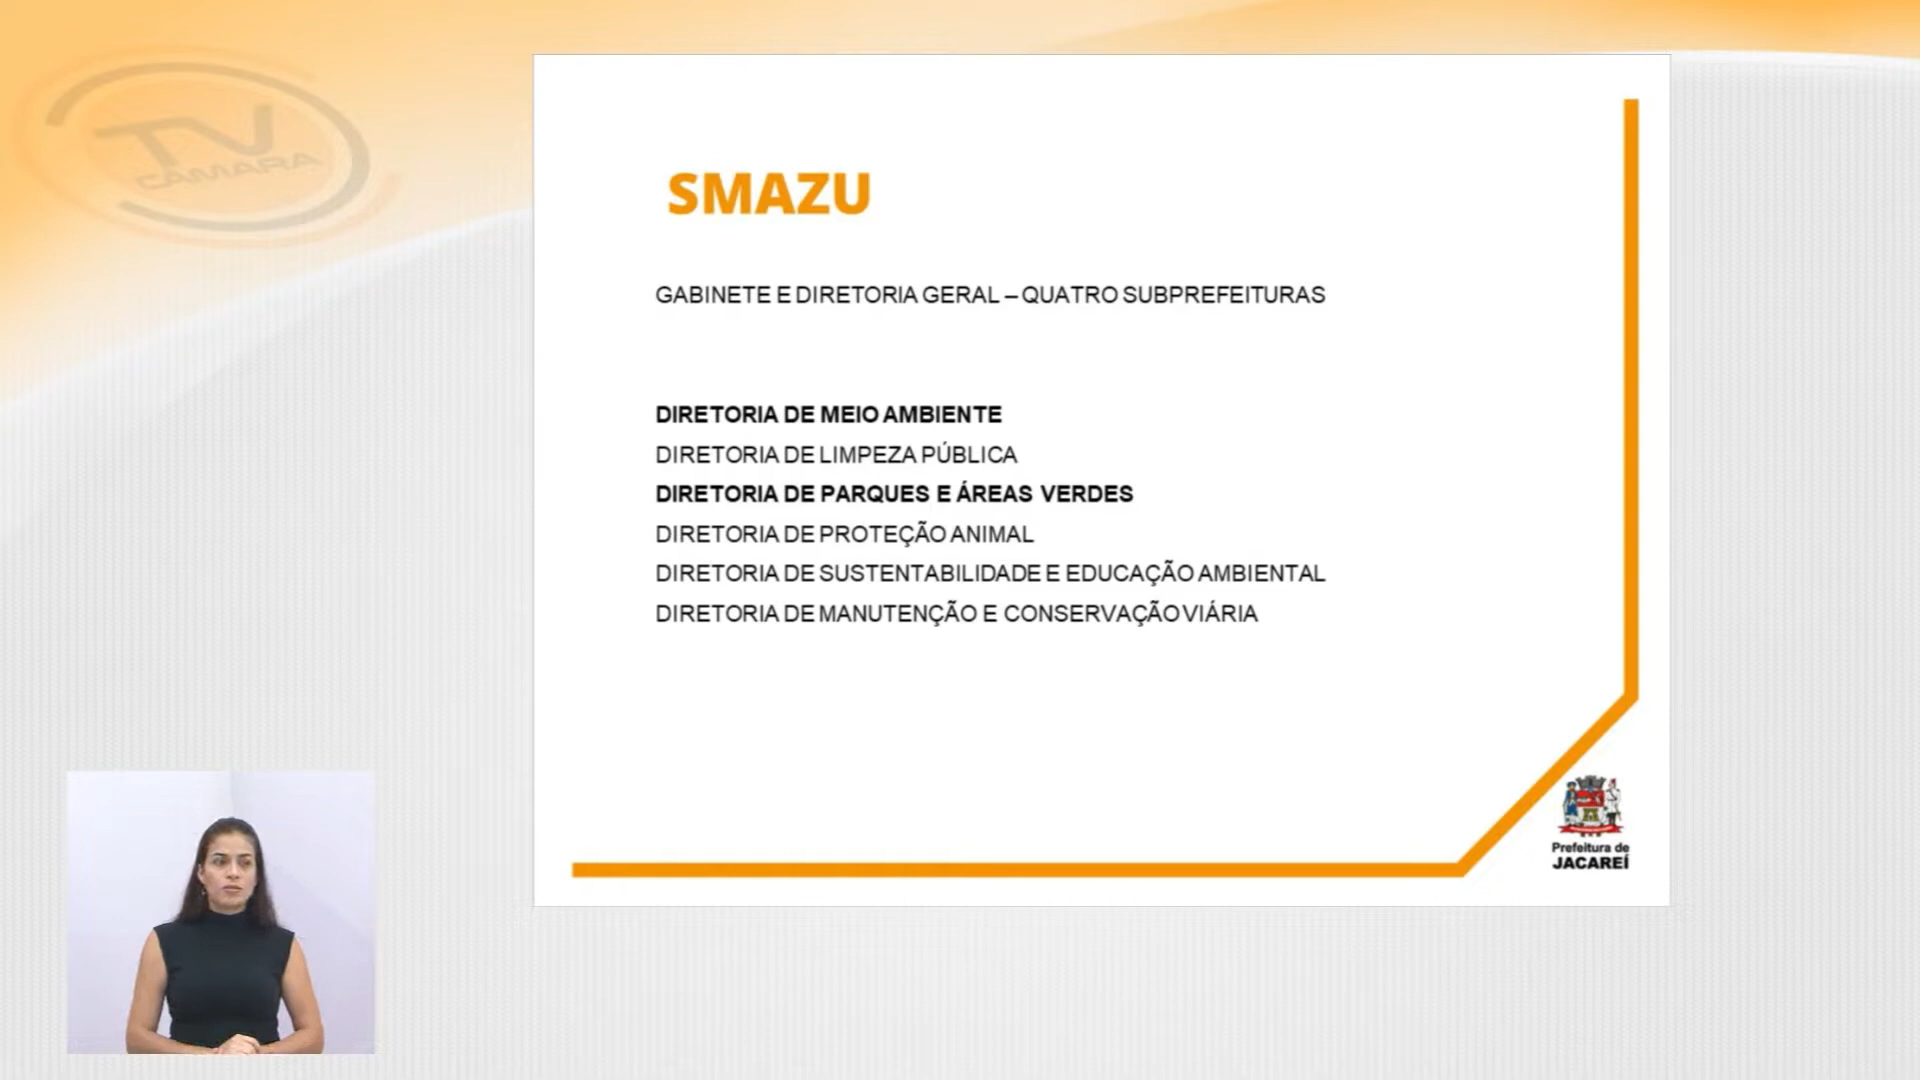 TV
CÂMARA
SMAZU
GABINETE E DIRETORIA GERAL – QUATRO SUBPREFEITURAS
DIRETORIA DE MEIO AMBIENTE
DIRETORIA DE LIMPEZA PÚBLICA
DIRETORIA DE PARQUES E ÁREAS VERDES
DIRETORIA DE PROTEÇÃO ANIMAL
DIRETORIA DE SUSTENTABILIDADE E EDUCAÇÃO AMBIENTAL
DIRETORIA DE MANUTENÇÃO E CONSERVAÇÃO VIÁRIA
Prefeitura de
JACAREÍ